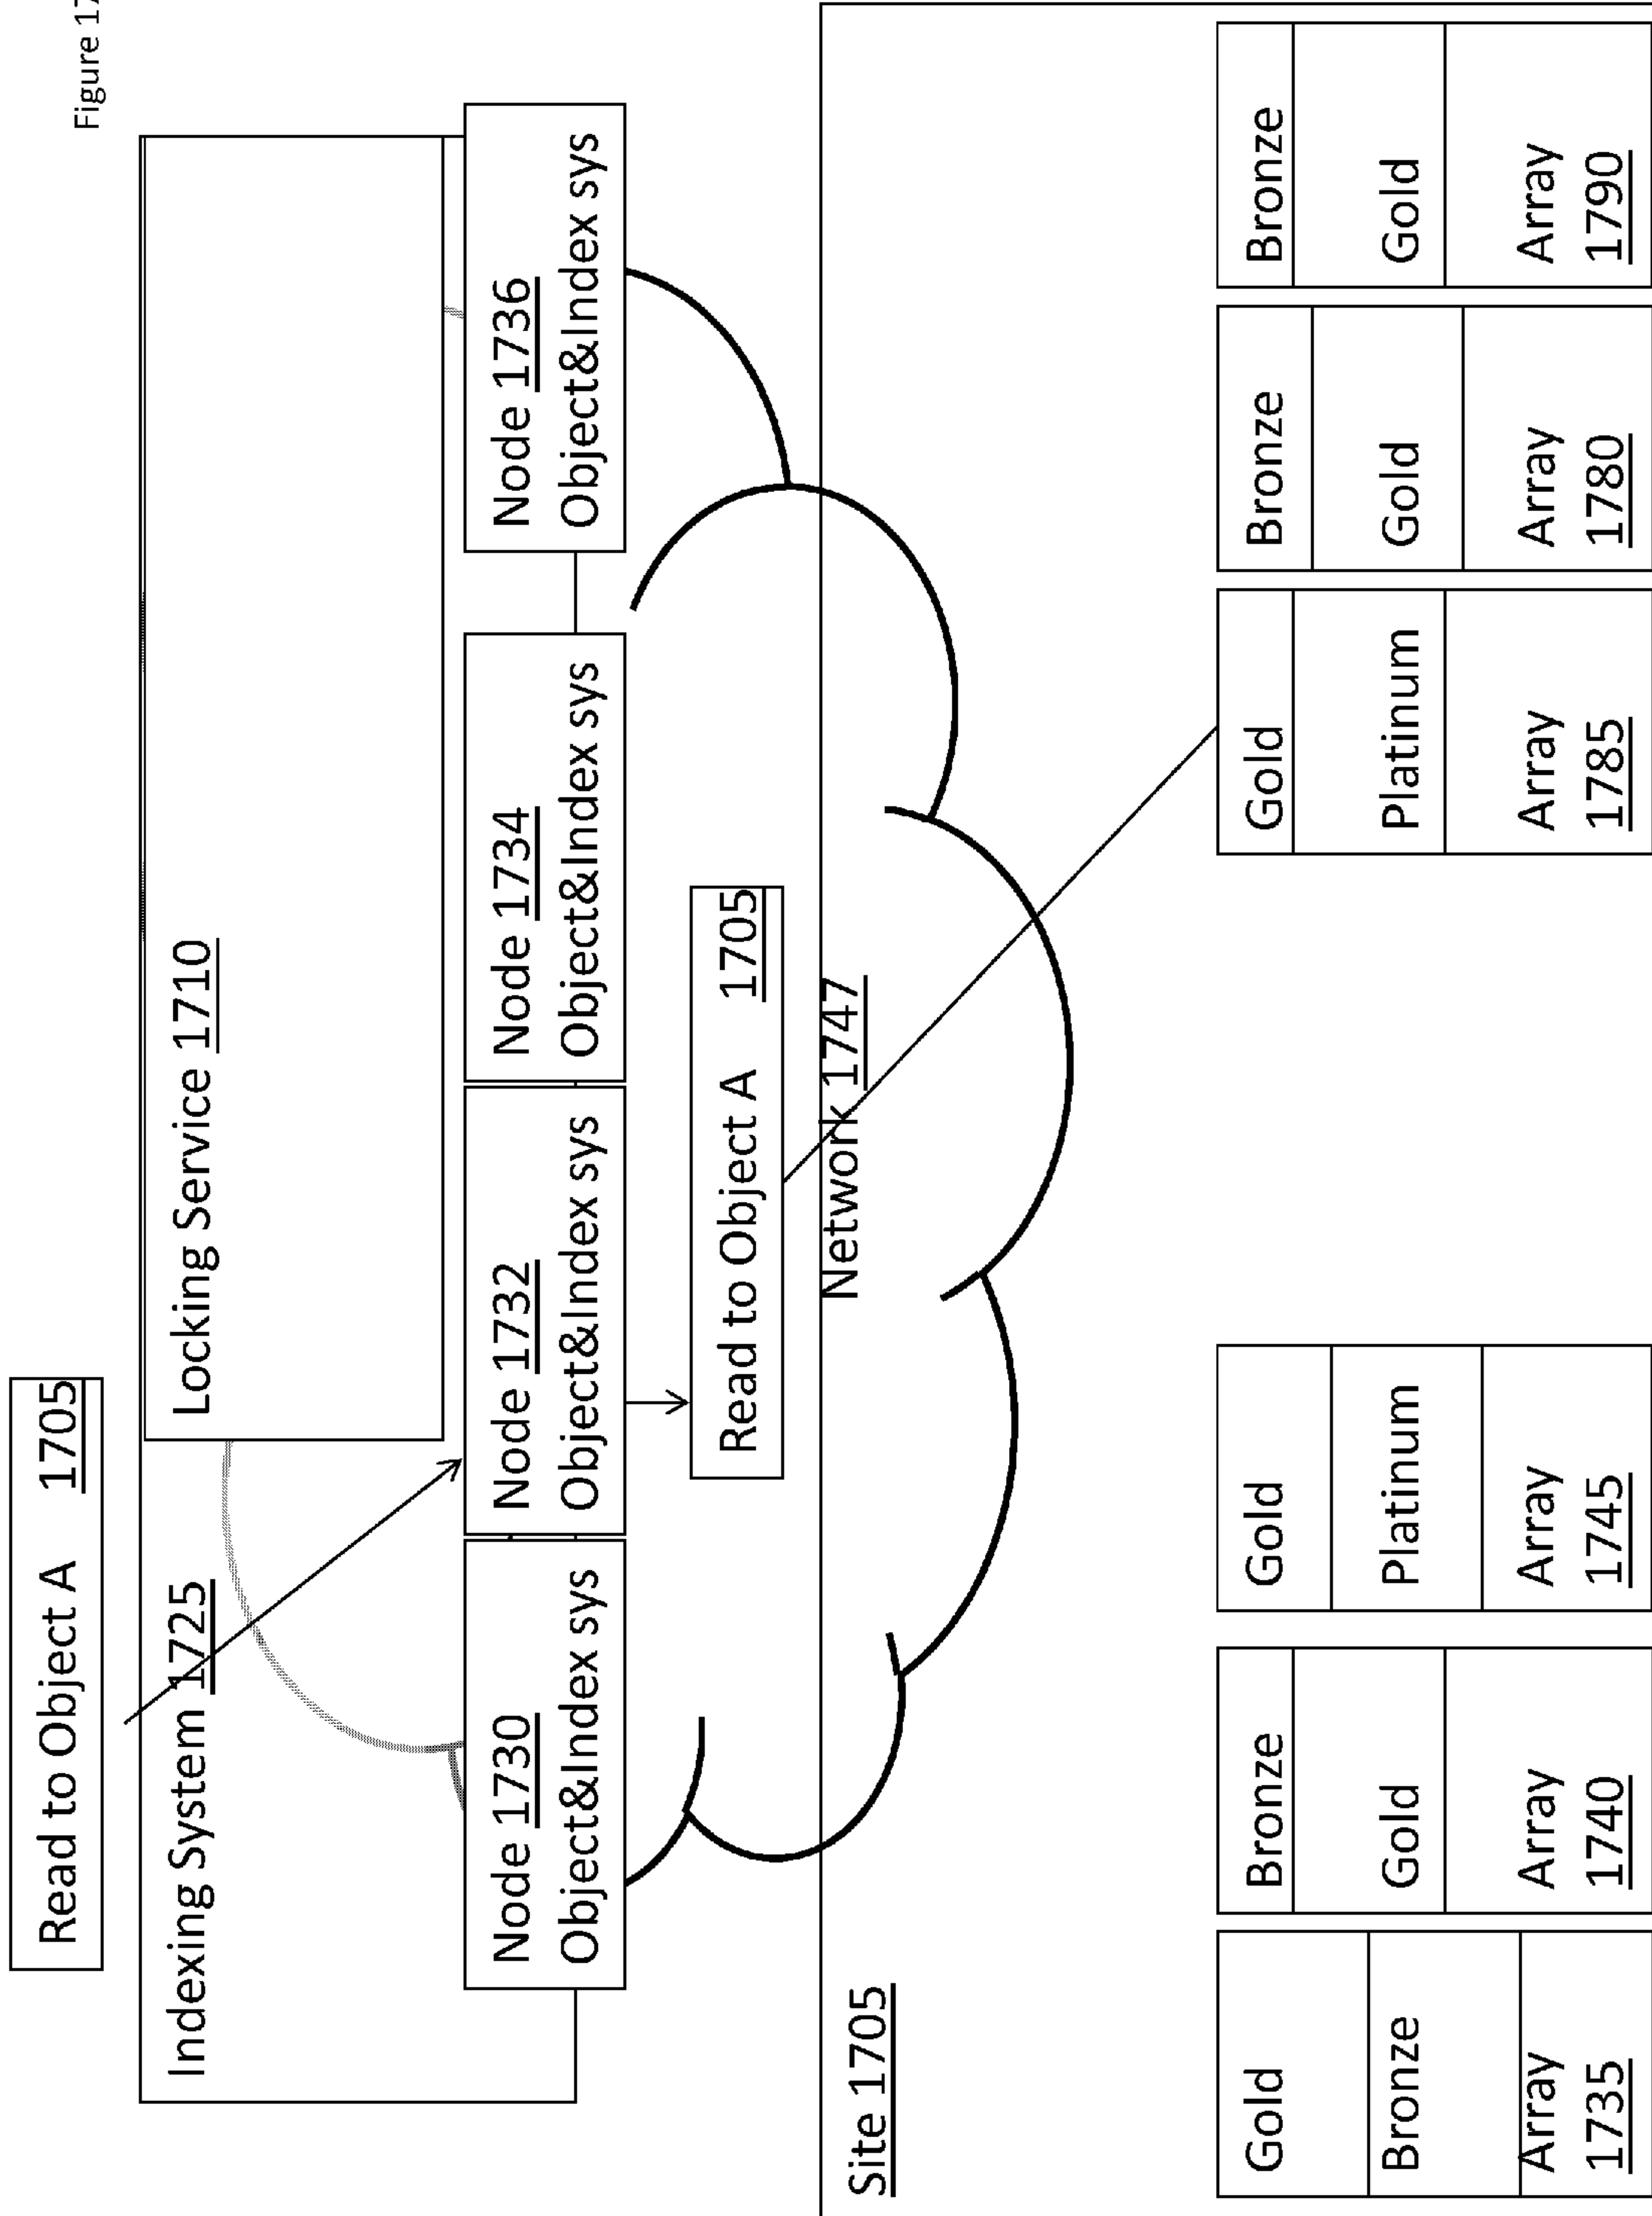 Figure 17
Read to Object A 1705
Indexing System 1725
Locking Service 1710
Node 1730
Object&Index sys
Node 1732
Object&Index sys
Node 1734
Object&Index sys
Node 1736
Object&Index sys
Read to Object A 1705
Network 1747
Site 1705
Gold
Bronze
Array
1735
Bronze
Gold
Array
1740
Gold
Platinum
Array
1745
Gold
Platinum
Array
1785
Bronze
Gold
Array
1780
Bronze
Gold
Array
1790